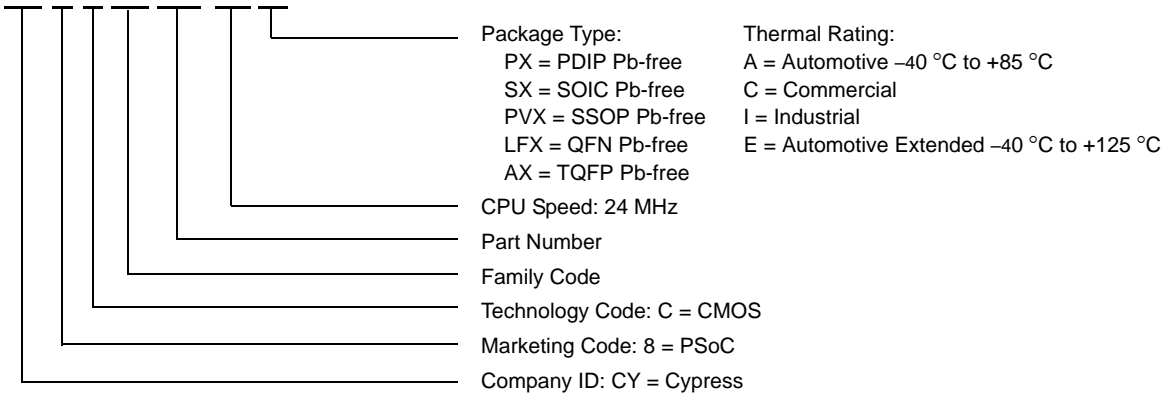 Package Type: Thermal Rating:
PX = PDIP Pb-free A = Automotive –40 °C to +85 °C
SX = SOIC Pb-free C = Commercial
PVX = SSOP Pb-free I = Industrial
LFX = QFN Pb-free E = Automotive Extended –40 °C to +125 °C
AX = TQFP Pb-free
CPU Speed: 24 MHz
Part Number
Family Code
Technology Code: C = CMOS
Marketing Code: 8 = PSoC
Company ID: CY = Cypress